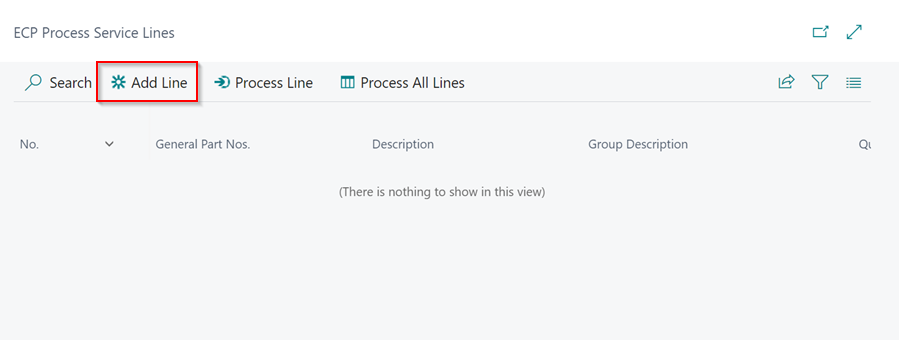 ECP Process Service Lines
Search Add Line Process Line Process All Lines
No. General Part Nos. Description Group Description
(There is nothing to show in this view)